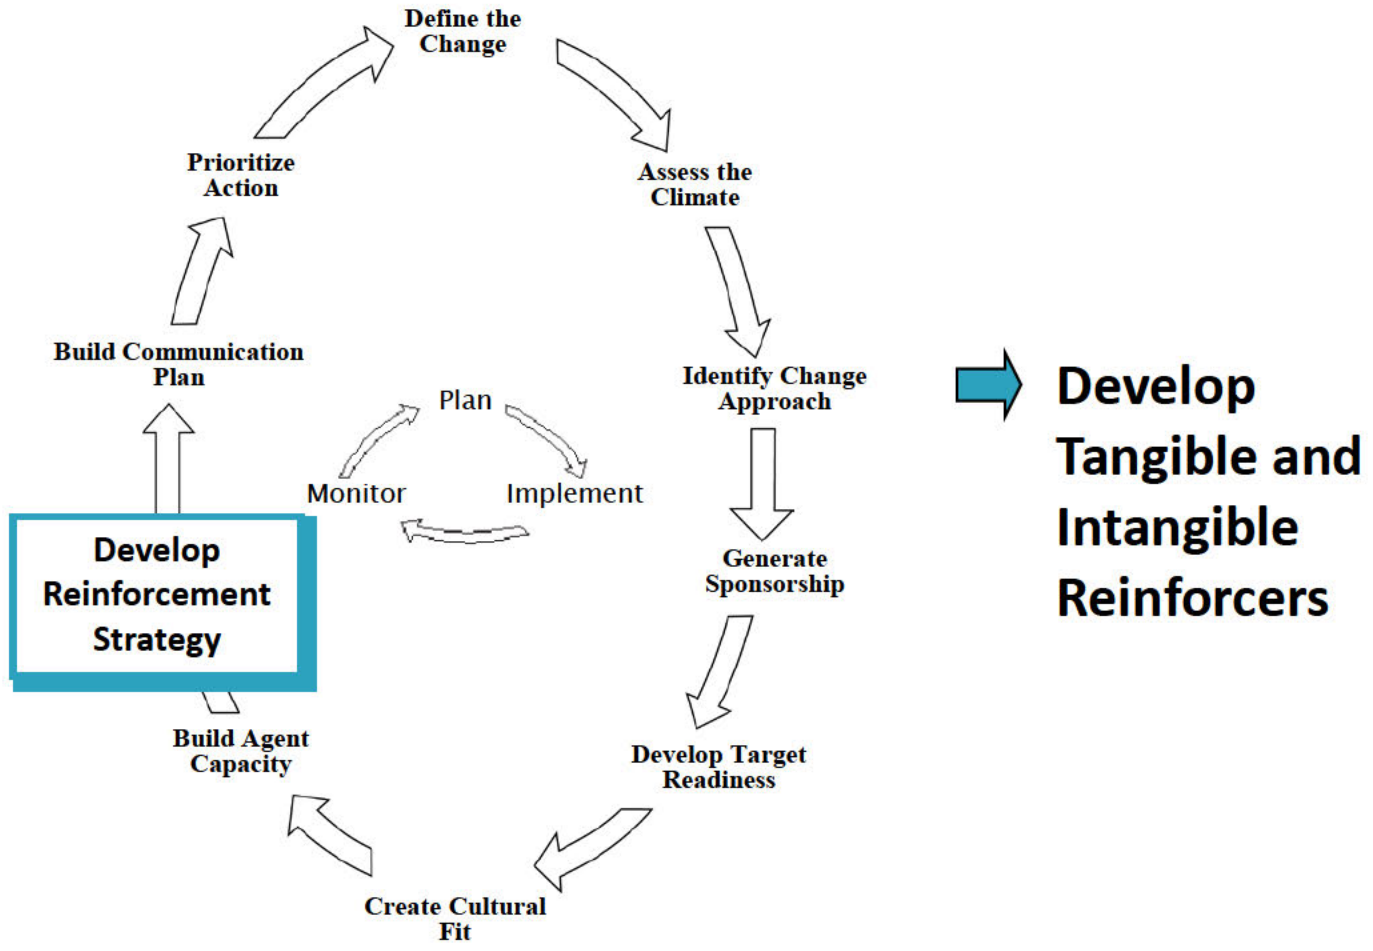 Define the
Change
Assess the
Climate
Identify Change
Approach
Generate
Sponsorship
Develop Target
Readiness
Create Cultural
Fit
Build Agent
Capacity
Develop
Reinforcement
Strategy
Build Communication
Plan
Prioritize
Action
Plan
Implement
Monitor
Develop
Tangible and
Intangible
Reinforcers